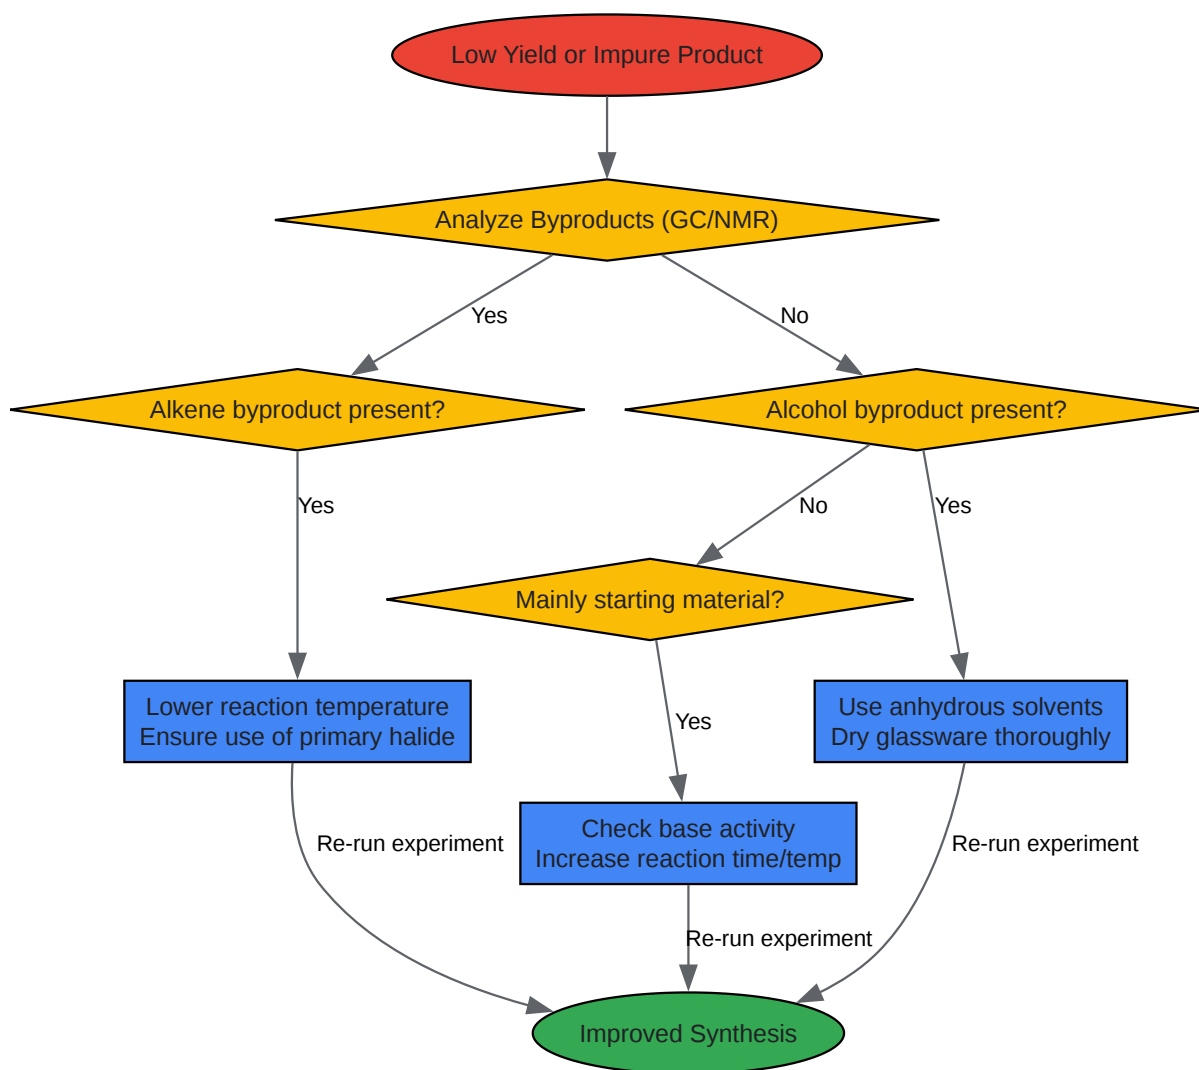 Low Yield or Impure Product
Analyze Byproducts (GC/NMR)
Yes
No
Alkene byproduct present?
Alcohol byproduct present?
Yes
No
Yes
Mainly starting material?
Lower reaction temperature
Ensure use of primary halide
Yes
Use anhydrous solvents
Dry glassware thoroughly
Check base activity
Increase reaction time/temp
Re-run experiment
Re-run experiment
Re-run experiment
Improved Synthesis